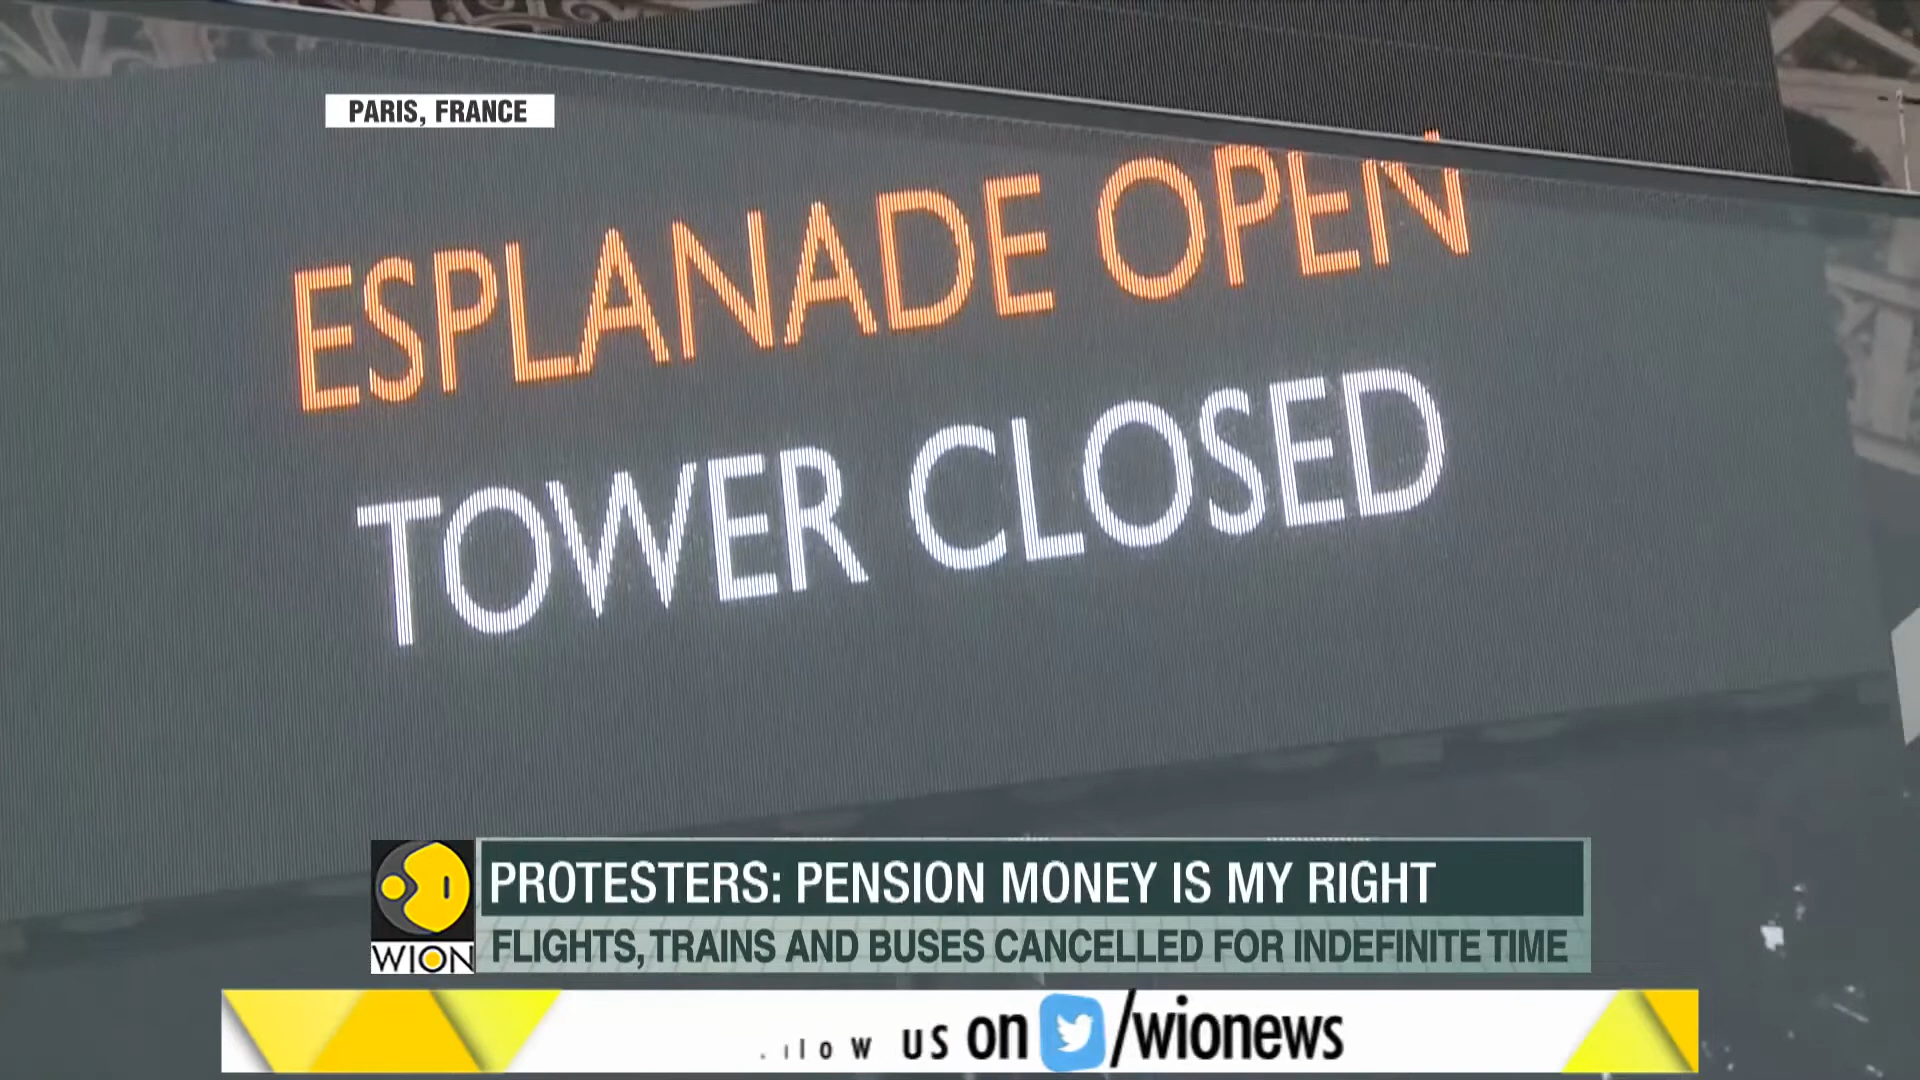 PARIS, FRANCE
ESPLANADE OPEN
TOWER CLOSED
PROTESTERS: PENSION MONEY IS MY RIGHT
WION
FLIGHTS, TRAINS AND BUSES CANCELLED FOR INDEFINITE TIME
us on /wionews